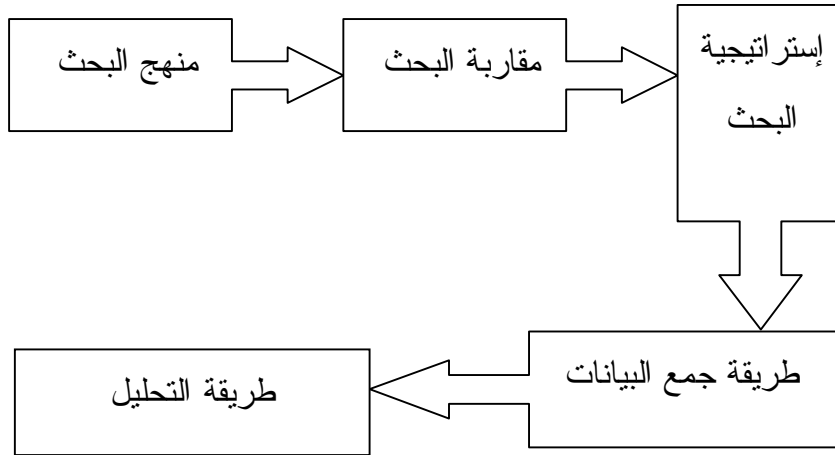 منهج البحث
مقاربة البحث
إستراتيجية
البحث
طريقة جمع البيانات
طريقة التحليل